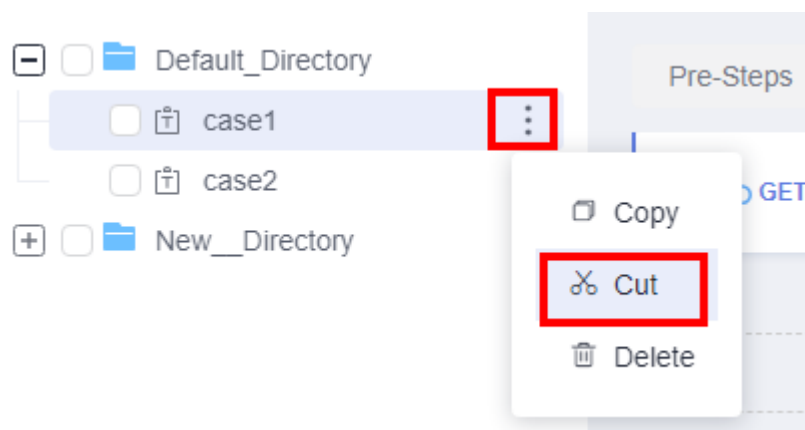 Default_Directory
Pre-Steps
case1
case2
GET
Copy
New__Directory
Cut
Delete